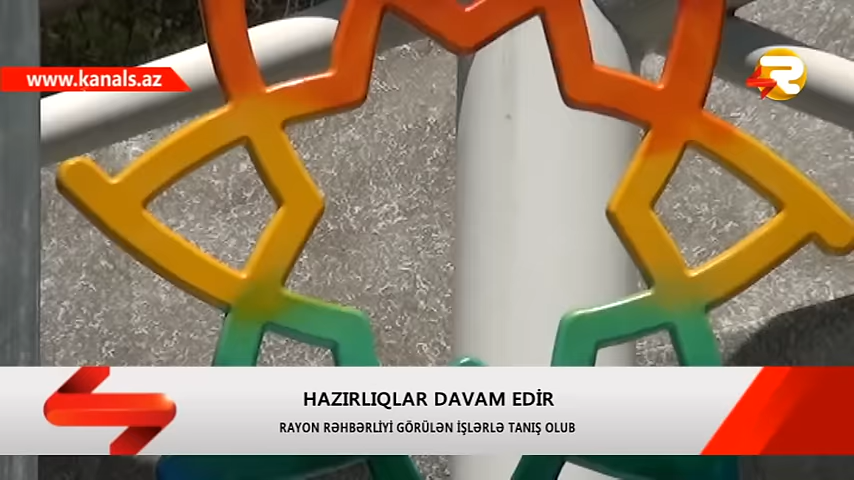 www.kanals.az
R
HAZIRLIQLAR DAVAM EDİR
RAYON RƏHBƏRLİYİ GÖRÜLƏN İŞLƏRLƏ TANIŞ OLUB